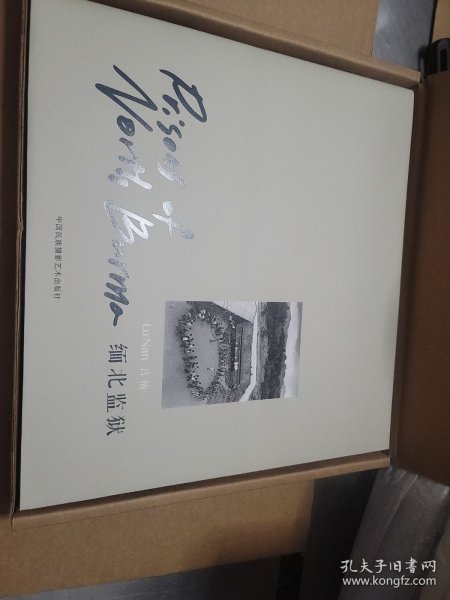 Prison of
North Burma
缅北监狱
Lu Nan 吕楠
中国民族摄影艺术出版社
孔夫子旧书网
www.kongfz.com